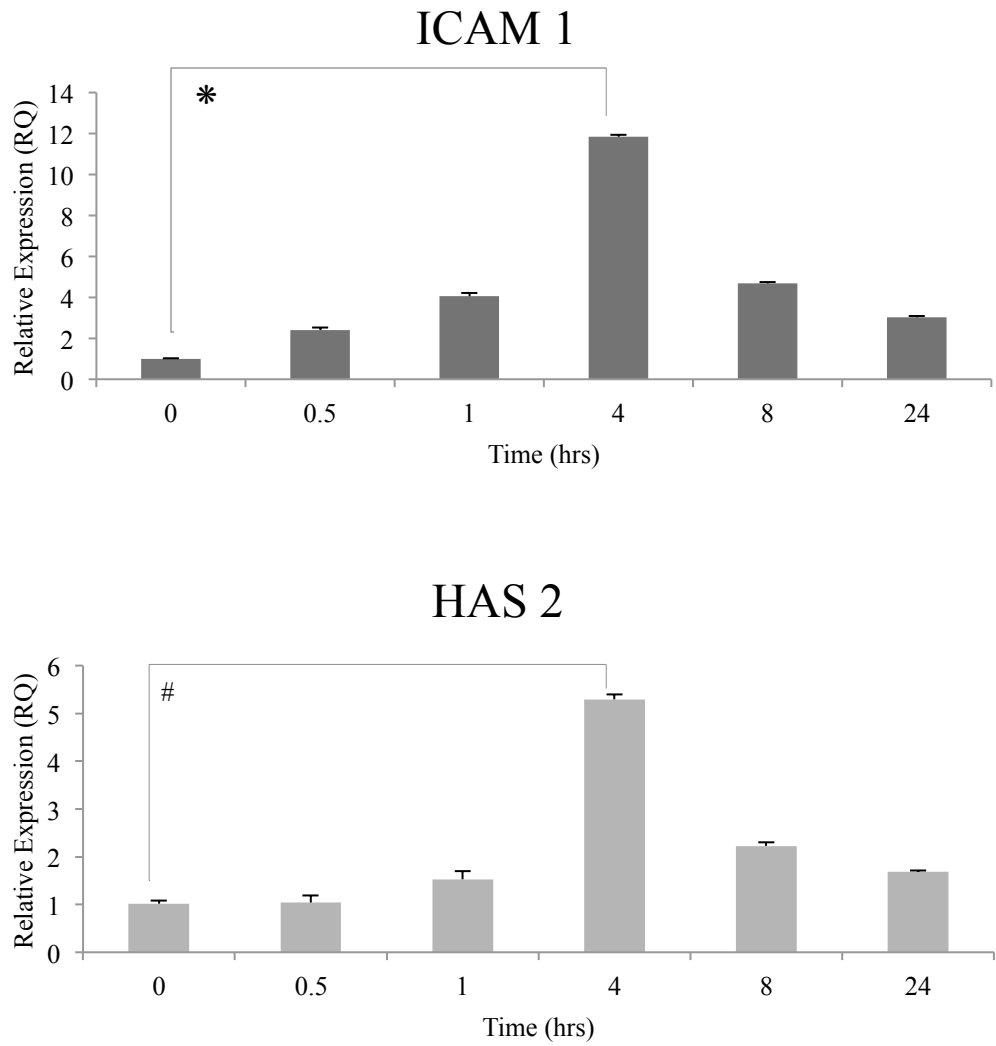 ICAM 1
*
Relative Expression (RQ)
14
12
10
8
6
4
2
0
0 0.5 1 4 8 24
Time (hrs)
HAS 2
#
Relative Expression (RQ)
6
5
4
3
2
1
0
0 0.5 1 4 8 24
Time (hrs)